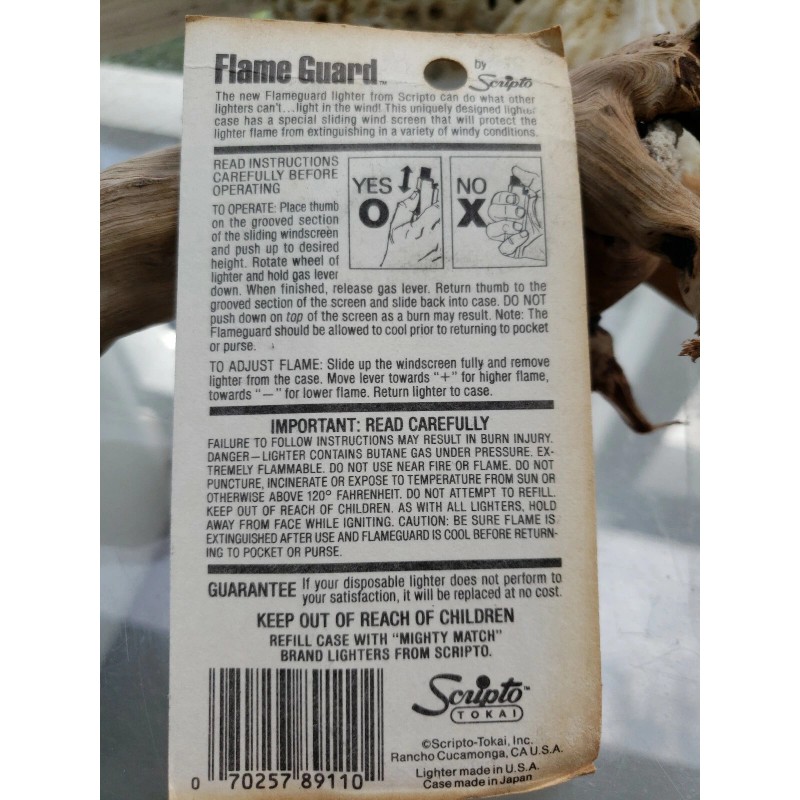 Flame Guard™ by Scripto
The new Flameguard lighter from Scripto can do what other
lighters can't...light in the wind! This uniquely designed lighter
case has a special sliding wind screen that will protect the
lighter flame from extinguishing in a variety of windy conditions.
READ INSTRUCTIONS
CAREFULLY BEFORE
OPERATING
YES
O
NO
X
TO OPERATE: Place thumb
on the grooved section
of the sliding windscreen
and push up to desired
height. Rotate wheel of
lighter and hold gas lever
down. When finished, release gas lever. Return thumb to the
grooved section of the screen and slide back into case. DO NOT
push down on top of the screen as a burn may result. Note: The
Flameguard should be allowed to cool prior to returning to pocket
or purse.
TO ADJUST FLAME: Slide up the windscreen fully and remove
lighter from the case. Move lever towards "+" for higher flame,
towards "—" for lower flame. Return lighter to case.
IMPORTANT: READ CAREFULLY
FAILURE TO FOLLOW INSTRUCTIONS MAY RESULT IN BURN INJURY.
DANGER—LIGHTER CONTAINS BUTANE GAS UNDER PRESSURE. EX-
TREMELY FLAMMABLE. DO NOT USE NEAR FIRE OR FLAME. DO NOT
PUNCTURE, INCINERATE OR EXPOSE TO TEMPERATURE FROM SUN OR
OTHERWISE ABOVE 120° FAHRENHEIT. DO NOT ATTEMPT TO REFILL.
KEEP OUT OF REACH OF CHILDREN. AS WITH ALL LIGHTERS, HOLD
AWAY FROM FACE WHILE IGNITING. CAUTION: BE SURE FLAME IS
EXTINGUISHED AFTER USE AND FLAMEGUARD IS COOL BEFORE RETURN-
ING TO POCKET OR PURSE.
GUARANTEE If your disposable lighter does not perform to
your satisfaction, it will be replaced at no cost.
KEEP OUT OF REACH OF CHILDREN
REFILL CASE WITH "MIGHTY MATCH"
BRAND LIGHTERS FROM SCRIPTO.
Scripto™
TOKAI
©Scripto-Tokai, Inc.
Rancho Cucamonga, CA U.S.A.
Lighter made in U.S.A.
Case made in Japan
0 70257 89110